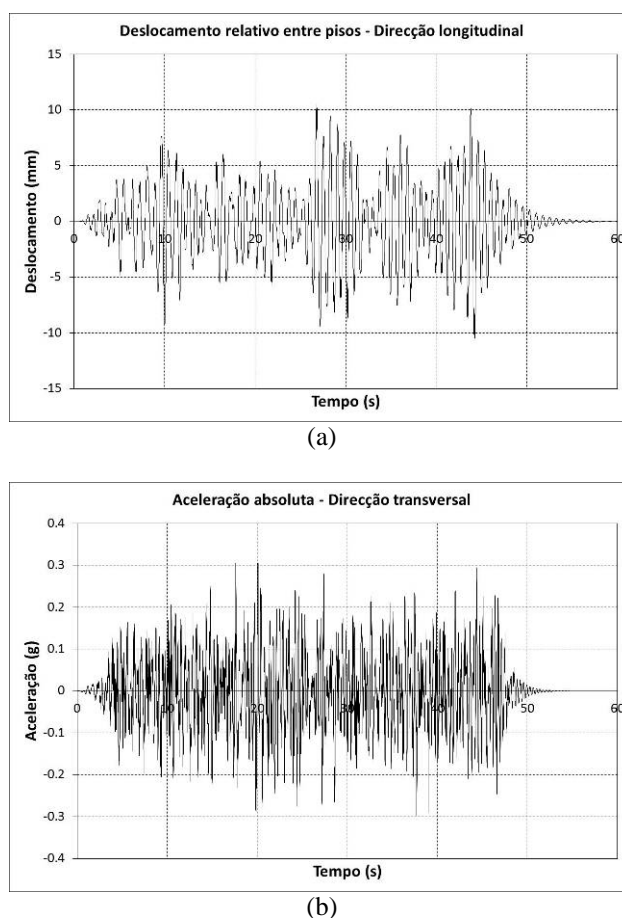 Deslocamento relativo entre pisos - Direcção longitudinal
Deslocamento (mm)
15
10
5
0
-5
-10
-15
0 10 20 30 40 50 60
Tempo (s)
(a)
Aceleração absoluta - Direcção transversal
Aceleração (g)
0.4
0.3
0.2
0.1
0
-0.1
-0.2
-0.3
-0.4
0 10 20 30 40 50 60
Tempo (s)
(b)